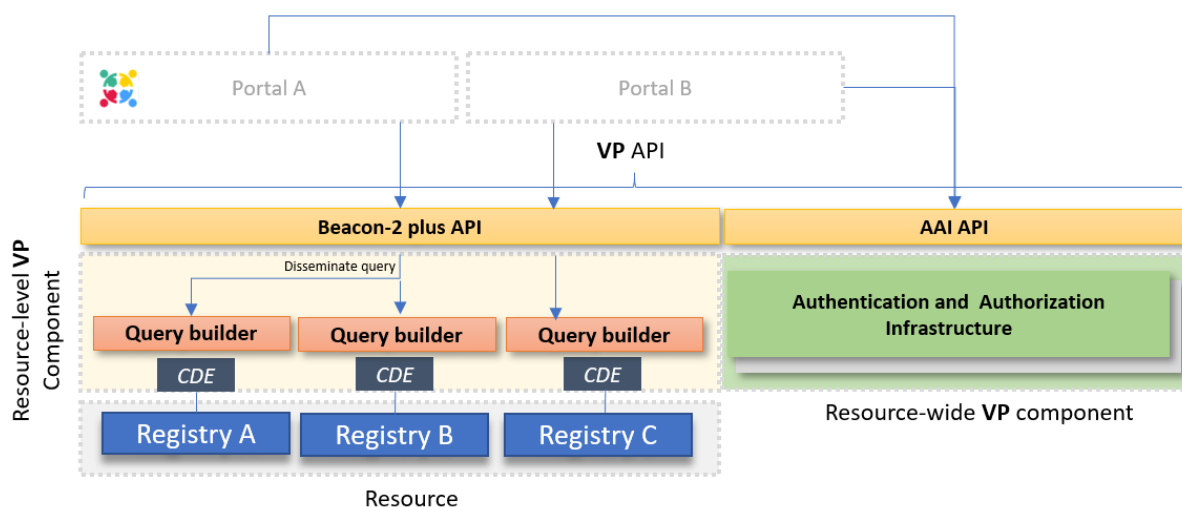 Portal A
Portal B
VP API
Beacon-2 plus API
AAI API
Resource-level VP
Component
Disseminate query
Query builder
Query builder
Query builder
Authentication and Authorization
Infrastructure
CDE
CDE
CDE
Registry A
Registry B
Registry C
Resource-wide VP component
Resource